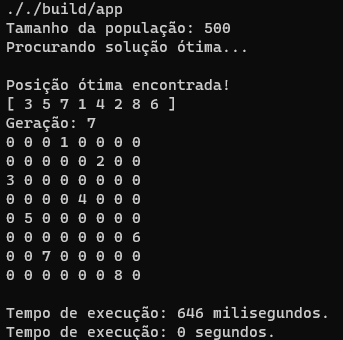 ././build/app
Tamanho da população: 500
Procurando solução ótima...
Posição ótima encontrada!
[ 3 5 7 1 4 2 8 6 ]
Geração: 7
0 0 0 1 0 0 0 0
0 0 0 0 0 2 0 0
3 0 0 0 0 0 0 0
0 0 0 0 4 0 0 0
0 5 0 0 0 0 0 0
0 0 0 0 0 0 0 6
0 0 7 0 0 0 0 0
0 0 0 0 0 0 8 0
Tempo de execução: 646 milisegundos.
Tempo de execução: 0 segundos.